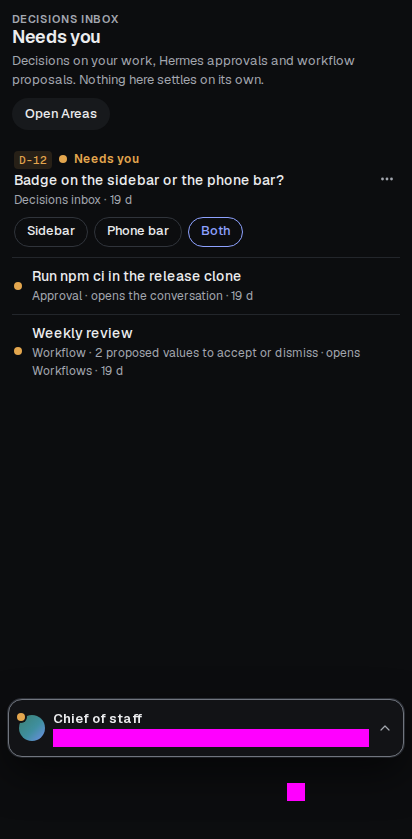 DECISIONS INBOX
Needs you
Decisions on your work, Hermes approvals and workflow
proposals. Nothing here settles on its own.
Open Areas
D-12 Needs you
Badge on the sidebar or the phone bar?
Decisions inbox · 19 d
Sidebar Phone bar Both
Run npm ci in the release clone
Approval · opens the conversation · 19 d
Weekly review
Workflow · 2 proposed values to accept or dismiss · opens
Workflows · 19 d
Chief of staff